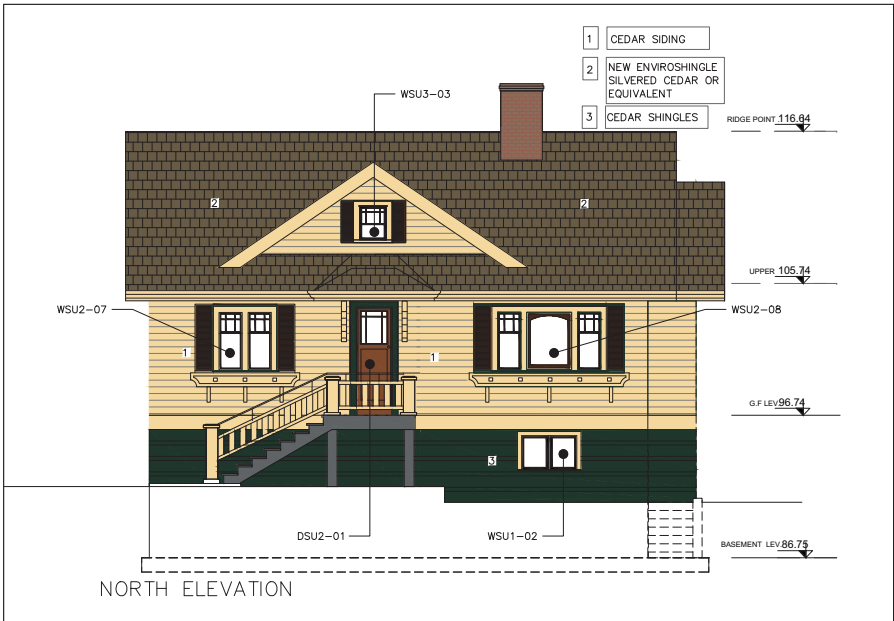 1 CEDAR SIDING
2 NEW ENVIROSHINGLE
SILVERED CEDAR OR
EQUIVALENT
3 CEDAR SHINGLES
WSU3-03
RIDGE POINT 116.64
2
2
UPPER 105.74
WSU2-07
WSU2-08
1
1
G.F LEV. 96.74
3
DSU2-01
WSU1-02
BASEMENT LEV. 86.75
NORTH ELEVATION